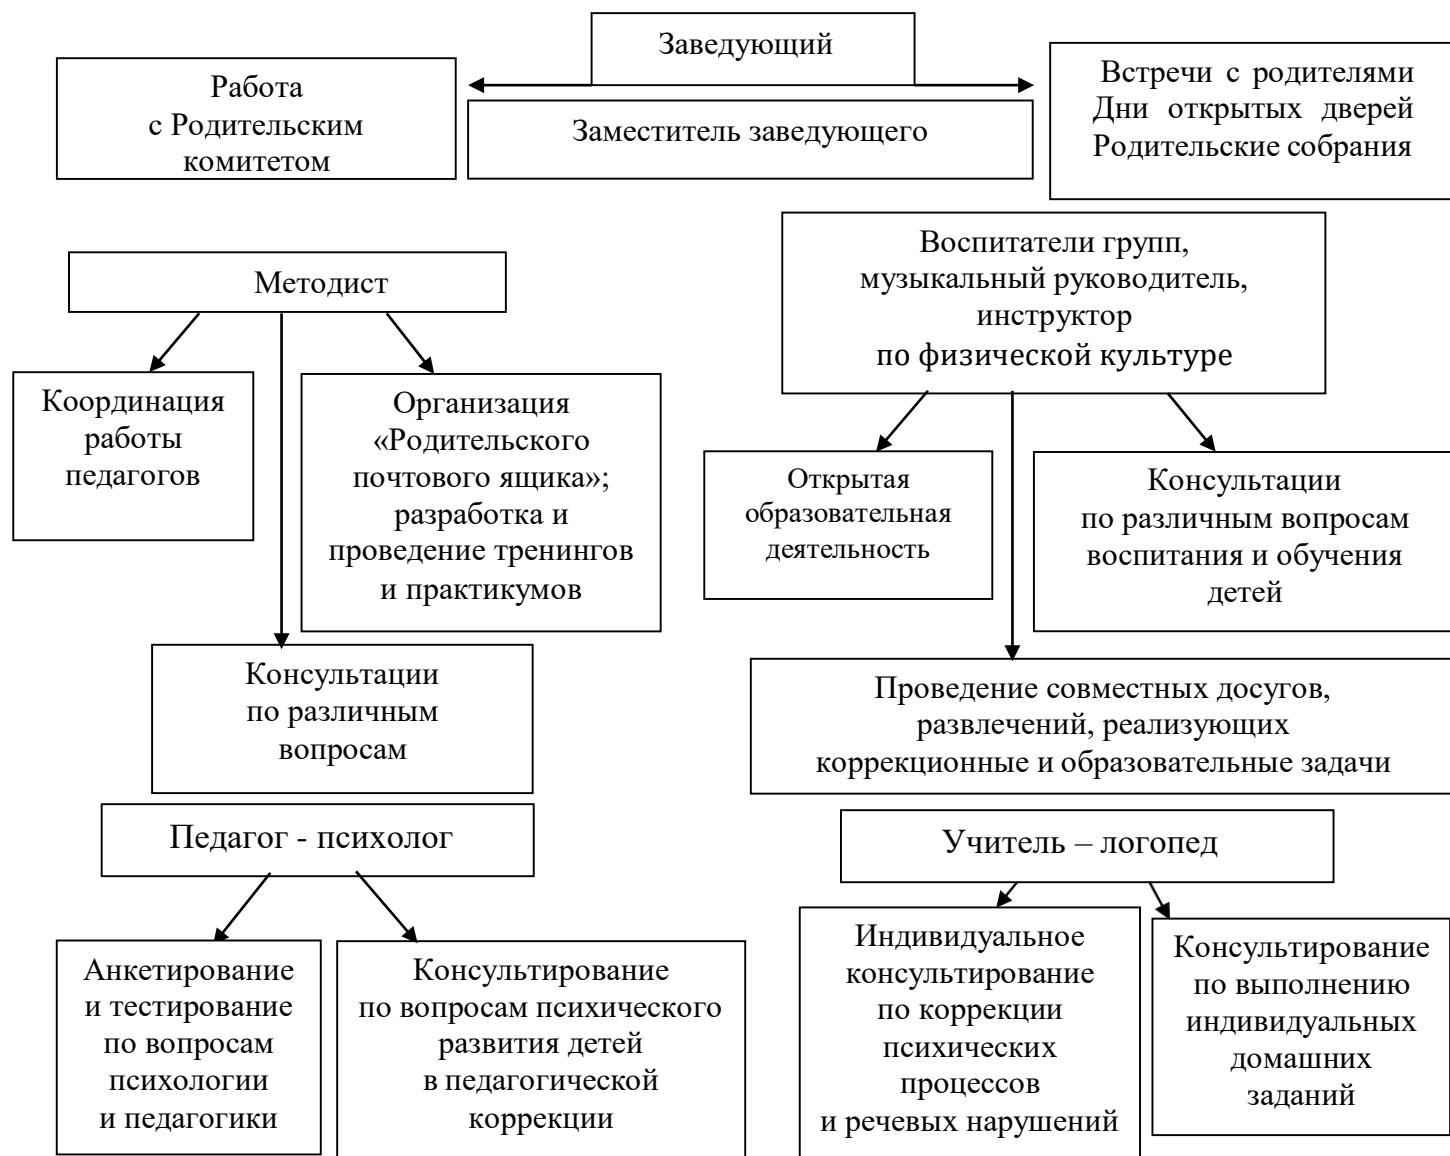 Заведующий
Работа
с Родительским
комитетом
Заместитель заведующего
Встречи с родителями
Дни открытых дверей
Родительские собрания
Методист
Воспитатели групп,
музыкальный руководитель,
инструктор
по физической культуре
Координация
работы
педагогов
Организация
«Родительского
почтового ящика»;
разработка и
проведение тренингов
и практикумов
Открытая
образовательная
деятельность
Консультации
по различным вопросам
воспитания и обучения
детей
Консультации
по различным
вопросам
Проведение совместных досугов,
развлечений, реализующих
коррекционные и образовательные задачи
Педагог - психолог
Учитель – логопед
Анкетирование
и тестирование
по вопросам
психологии
и педагогики
Консультирование
по вопросам психического
развития детей
в педагогической
коррекции
Индивидуальное
консультирование
по коррекции
психических
процессов
и речевых нарушений
Консультирование
по выполнению
индивидуальных
домашних
заданий